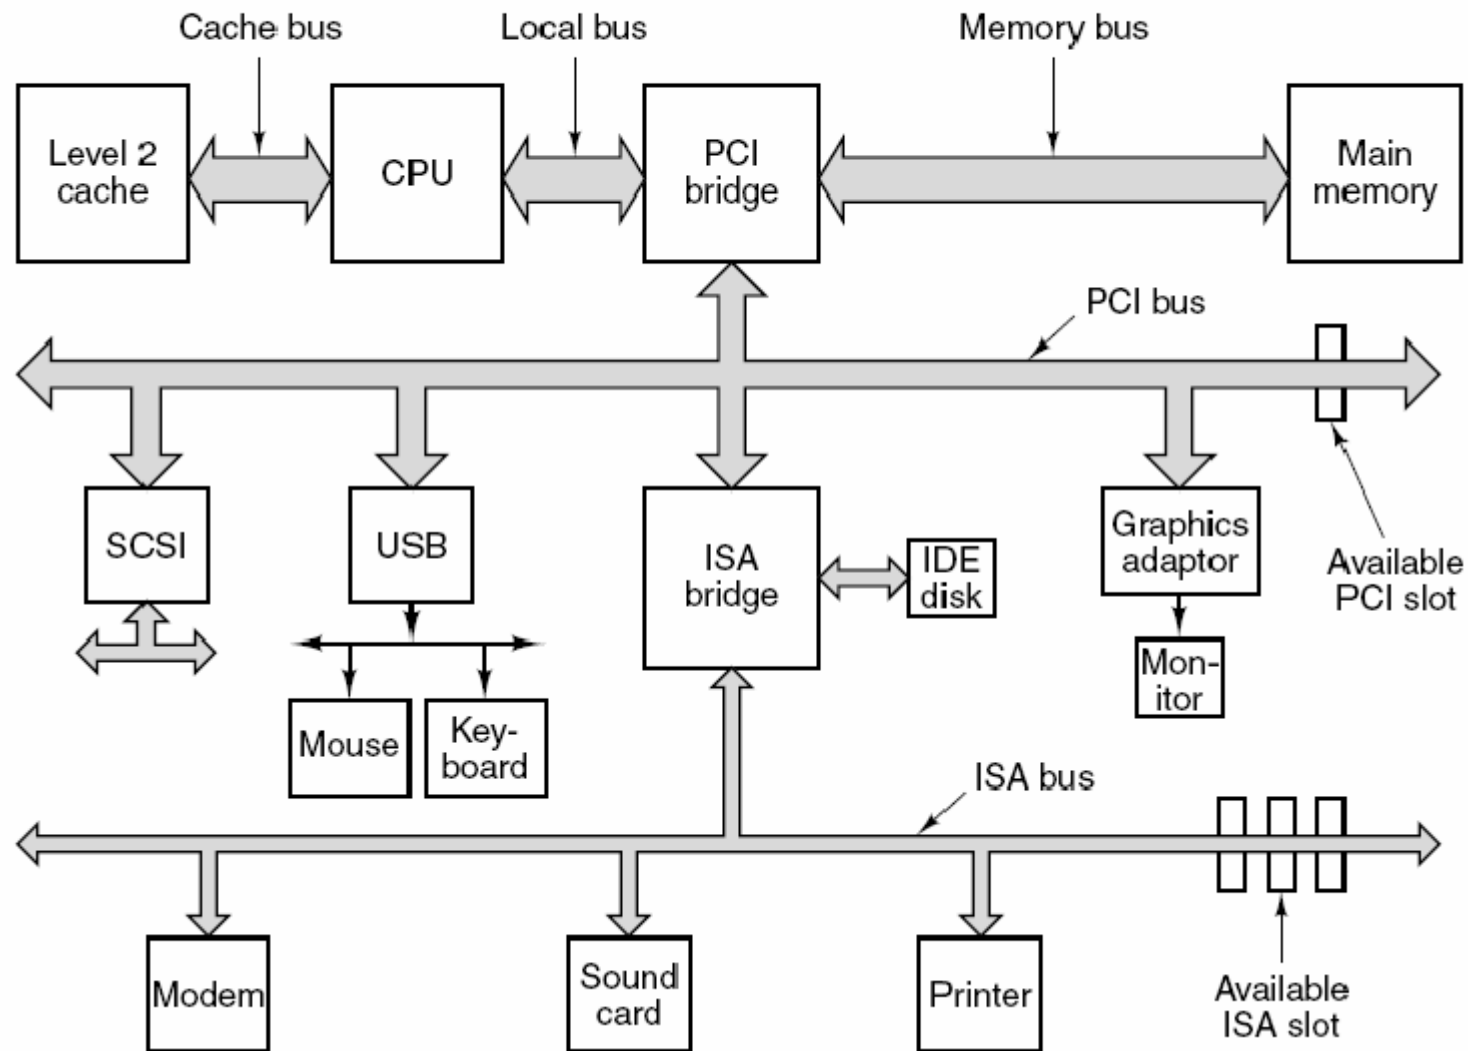 Cache bus
Local bus
Memory bus
Level 2
cache
CPU
PCI
bridge
Main
memory
PCI bus
SCSI
USB
ISA
bridge
IDE
disk
Graphics
adaptor
Available
PCI slot
Mon-
itor
Mouse
Key-
board
ISA bus
Modem
Sound
card
Printer
Available
ISA slot